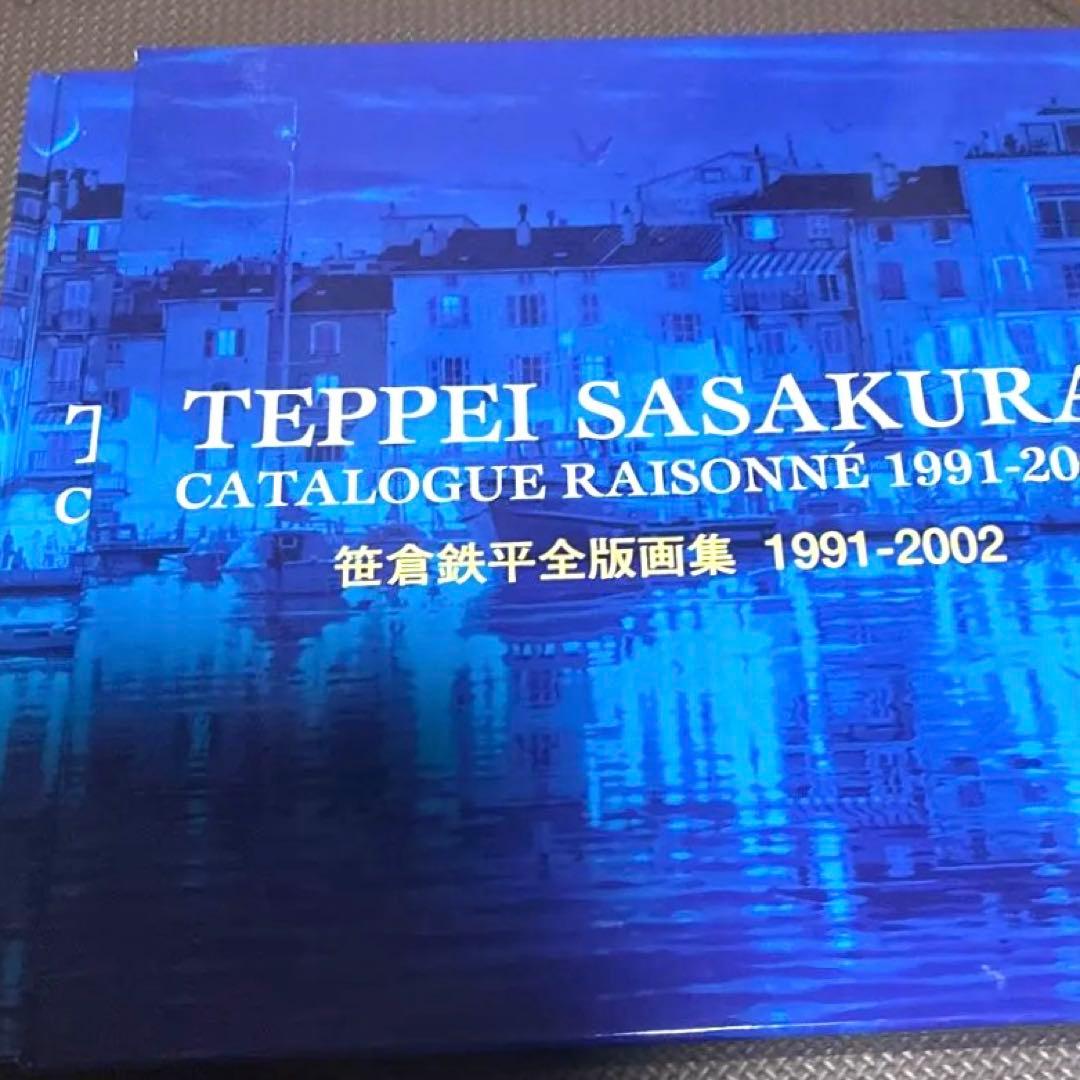 TEPPEI SASAKURA
CATALOGUE RAISONNÉ 1991-20
笹倉鉄平全版画集 1991-2002
T
C